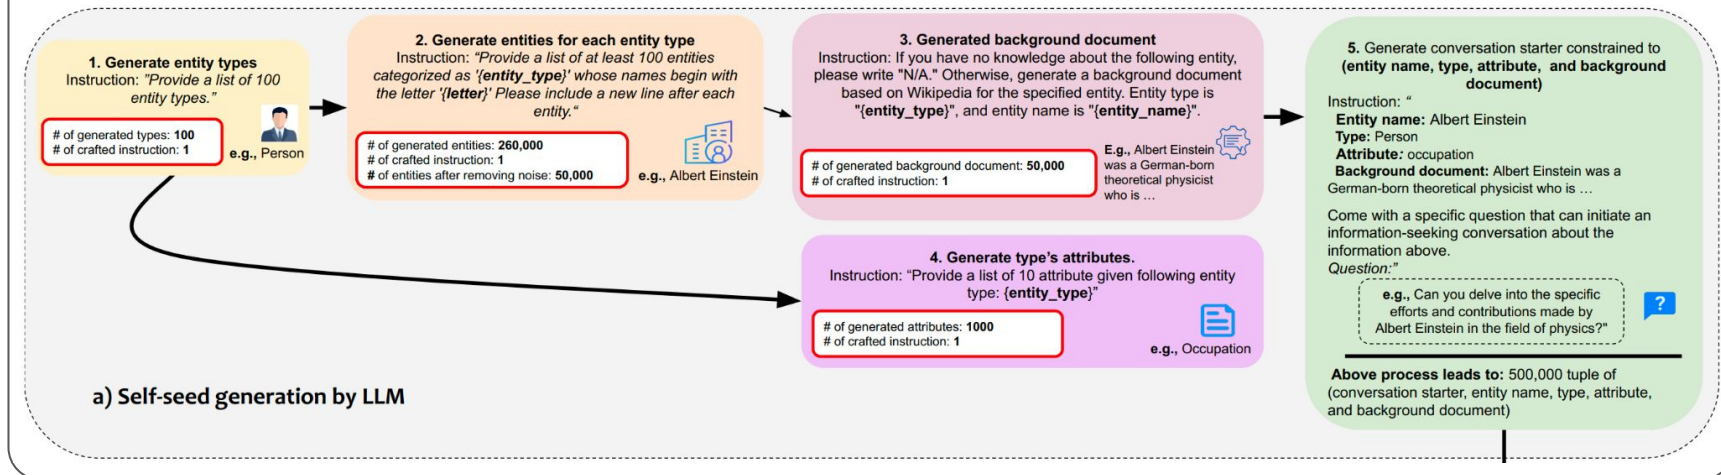 1. Generate entity types
Instruction: "Provide a list of 100
entity types."
# of generated types: 100
# of crafted instruction: 1
e.g., Person
2. Generate entities for each entity type
Instruction: "Provide a list of at least 100 entities
categorized as '{entity_type}' whose names begin with
the letter '{letter}' Please include a new line after each
entity."
# of generated entities: 260,000
# of crafted instruction: 1
# of entities after removing noise: 50,000
e.g., Albert Einstein
3. Generated background document
Instruction: If you have no knowledge about the following entity,
please write "N/A." Otherwise, generate a background document
based on Wikipedia for the specified entity. Entity type is
"{entity_type}", and entity name is "{entity_name}".
# of generated background document: 50,000
# of crafted instruction: 1
E.g., Albert Einstein
was a German-born
theoretical physicist
who is …
4. Generate type's attributes.
Instruction: "Provide a list of 10 attribute given following entity
type: {entity_type}"
# of generated attributes: 1000
# of crafted instruction: 1
e.g., Occupation
5. Generate conversation starter constrained to
(entity name, type, attribute, and background
document)
Instruction: "
Entity name: Albert Einstein
Type: Person
Attribute: occupation
Background document: Albert Einstein was a
German-born theoretical physicist who is …
Come with a specific question that can initiate an
information-seeking conversation about the
information above.
Question:"
e.g., Can you delve into the specific
efforts and contributions made by
Albert Einstein in the field of physics?"
?
Above process leads to: 500,000 tuple of
(conversation starter, entity name, type, attribute,
and background document)
a) Self-seed generation by LLM